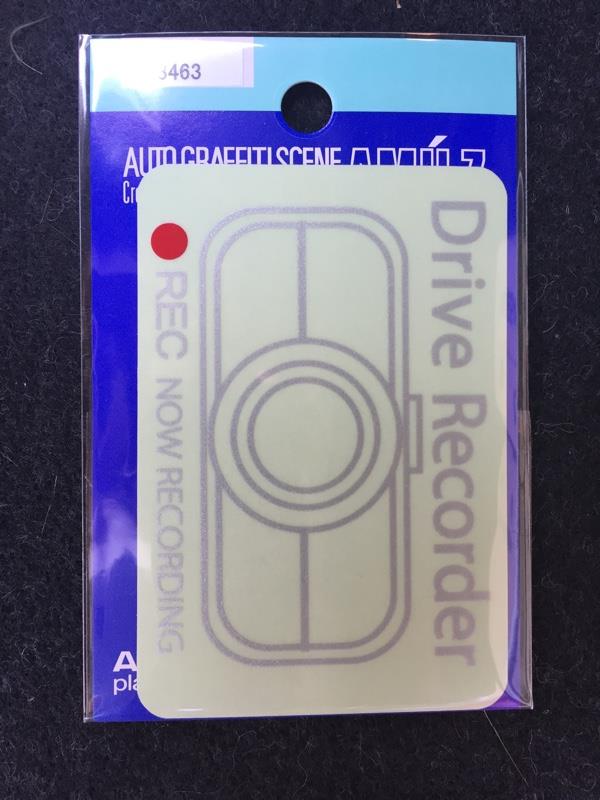 3463
AUTO GRAFFITI SCENE
Drive Recorder
REC NOW RECORDING